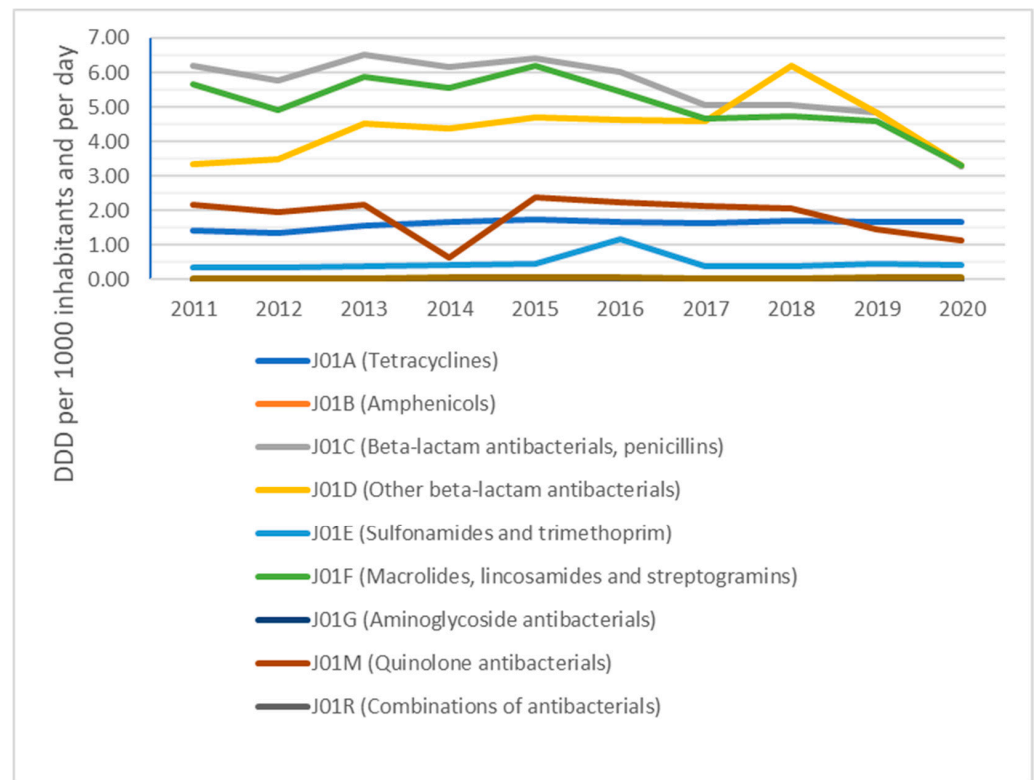 DDD per 1000 inhabitants and per day
7.00
6.00
5.00
4.00
3.00
2.00
1.00
0.00
2011 2012 2013 2014 2015 2016 2017 2018 2019 2020
J01A (Tetracyclines)
J01B (Amphenicols)
J01C (Beta-lactam antibacterials, penicillins)
J01D (Other beta-lactam antibacterials)
J01E (Sulfonamides and trimethoprim)
J01F (Macrolides, lincosamides and streptogramins)
J01G (Aminoglycoside antibacterials)
J01M (Quinolone antibacterials)
J01R (Combinations of antibacterials)